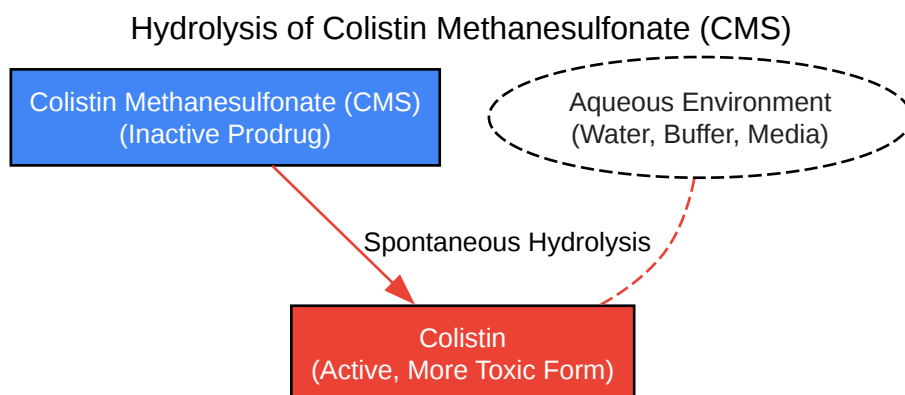 Hydrolysis of Colistin Methanesulfonate (CMS)
Colistin Methanesulfonate (CMS)
(Inactive Prodrug)
Aqueous Environment
(Water, Buffer, Media)
Spontaneous Hydrolysis
Colistin
(Active, More Toxic Form)